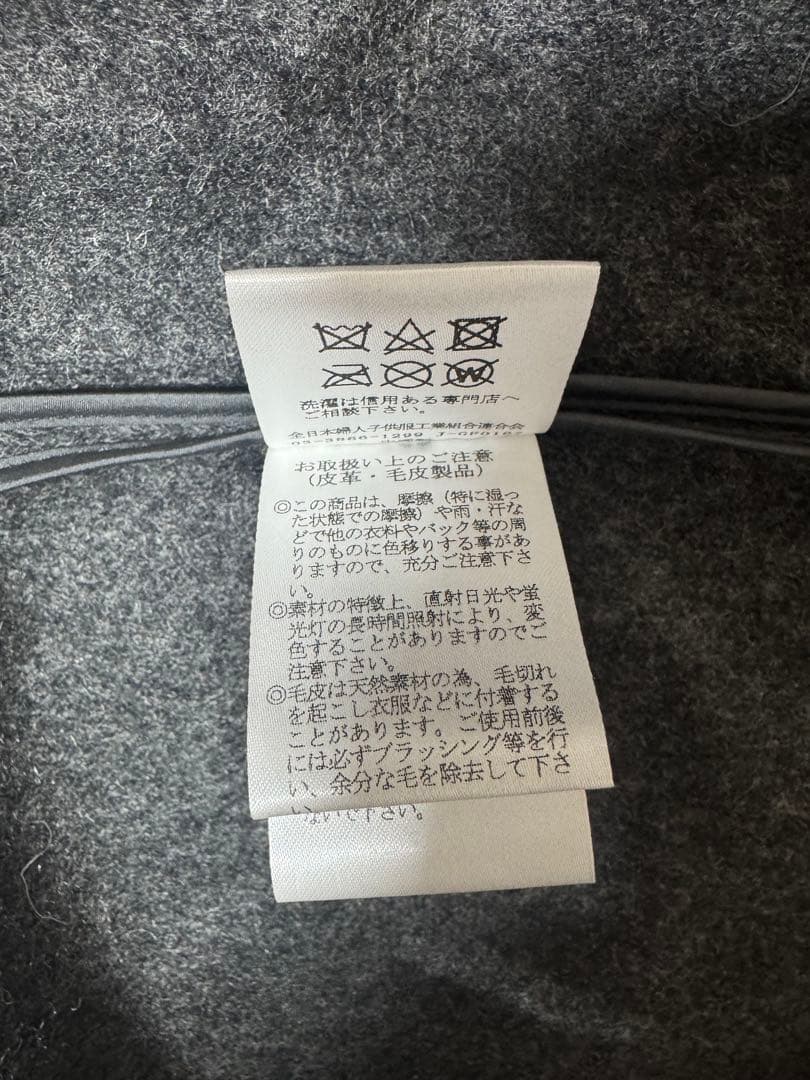 洗濯は信用ある専門店へ
ご相談下さい。
全日本婦人子供服工業組合連合会
03-3866-1299 J-GP0187
お取扱い上のご注意
(皮革・毛皮製品)
◎この商品は、摩擦(特に湿っ
た状態での摩擦)や雨・汗な
どで他の衣料やバック等の周
りのものに色移りする事があ
りますので、充分ご注意下さ
い。
◎素材の特徴上、直射日光や蛍
光灯の長時間照射により、変
色することがありますのでご
注意下さい。
◎毛皮は天然素材の為、毛切れ
を起こし衣服などに付着する
ことがあります。ご使用前後
には必ずブラッシング等を行
い、余分な毛を除去して下さ
いないで下さい。